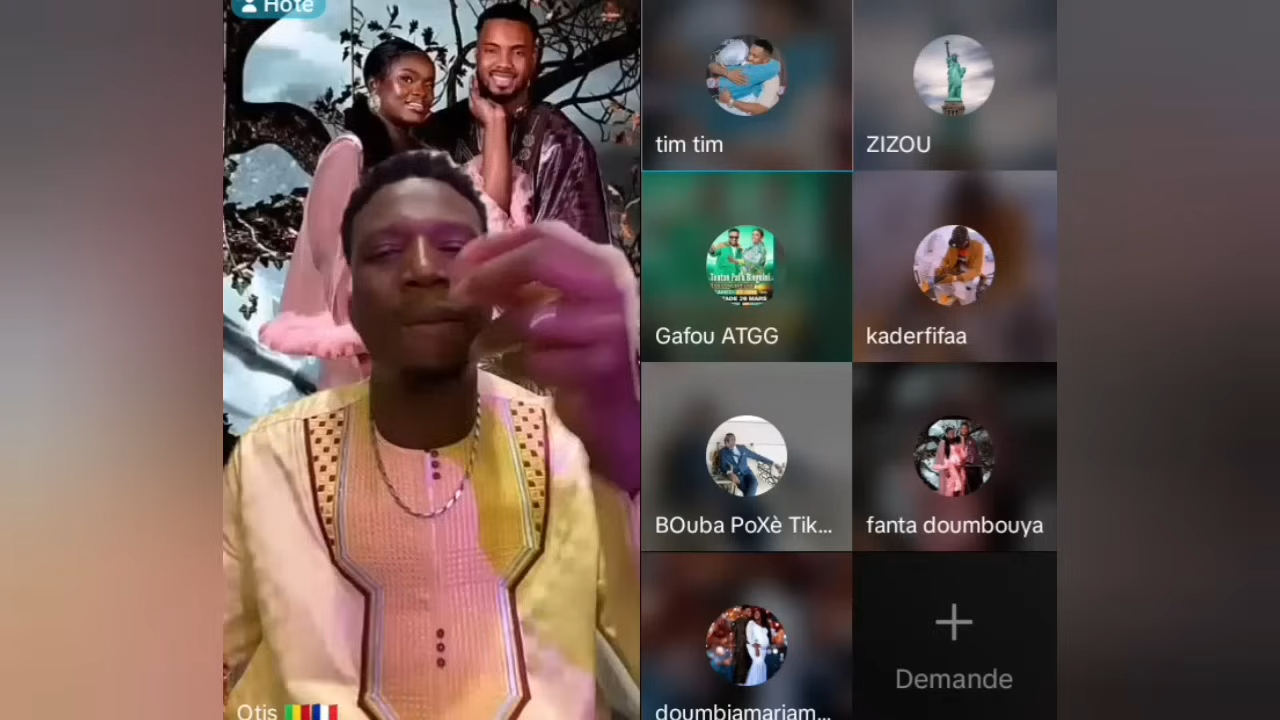 Hôte
tim tim
ZIZOU
Gafou ATGG
kaderfifaa
BOuba PoXè Tik...
fanta doumbouya
Demande
Otis
doumbiamariam...